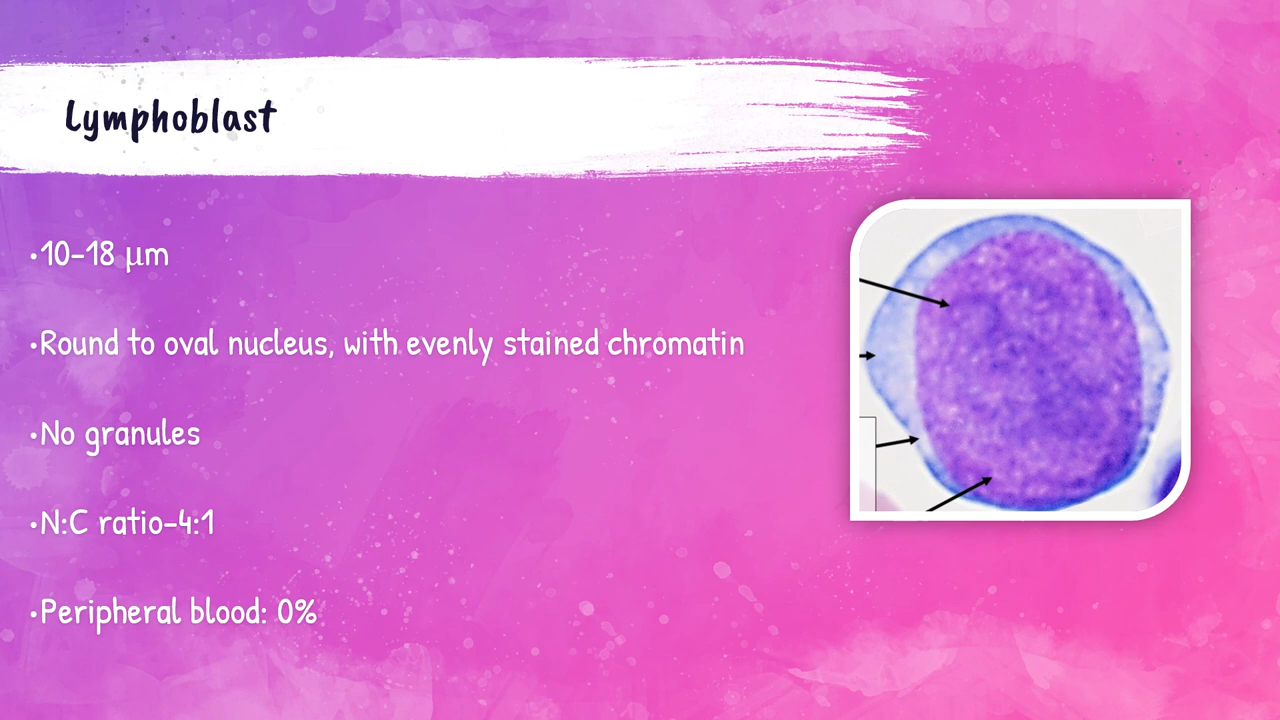 Lymphoblast
•10-18 µm
•Round to oval nucleus, with evenly stained chromatin
•No granules
•N:C ratio-4:1
•Peripheral blood: 0%